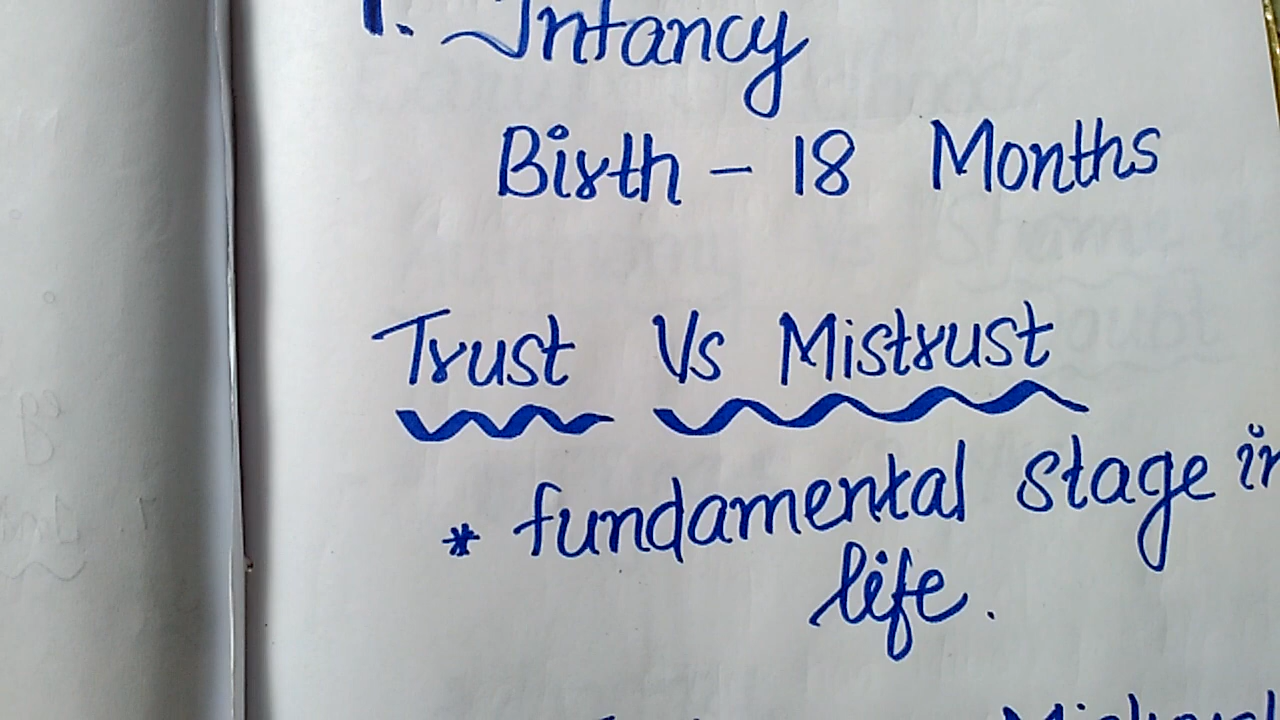 1. Infancy
Birth - 18 Months
Trust Vs Mistrust
* fundamental stage in
life.